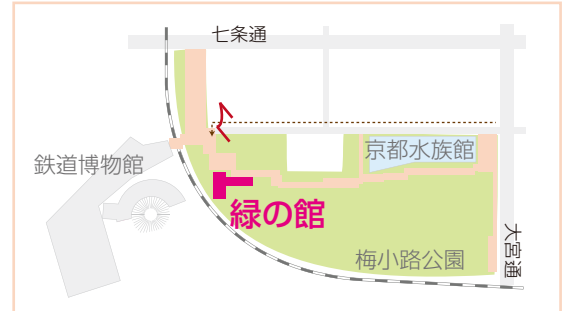 七条通
京都水族館
鉄道博物館
緑の館
大宮通
梅小路公園